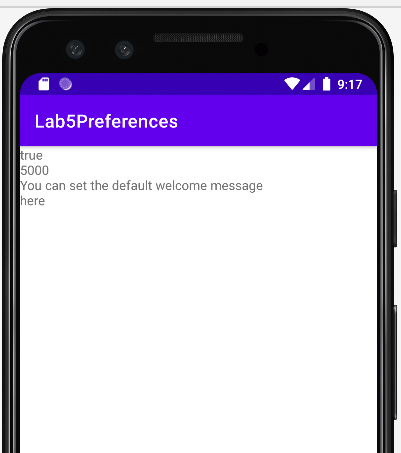 9:17
Lab5Preferences
true
5000
You can set the default welcome message
here